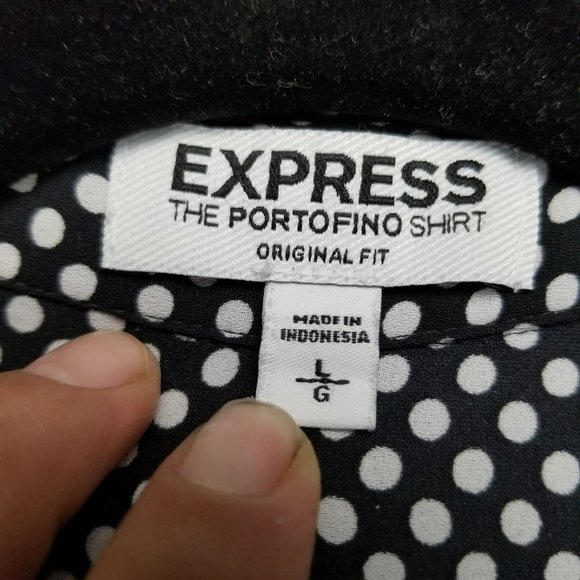 EXPRESS
THE PORTOFINO SHIRT
ORIGINAL FIT
MADE IN
INDONESIA
L
G